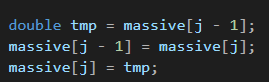 double tmp = massive[j - 1];
massive[j - 1] = massive[j];
massive[j] = tmp;